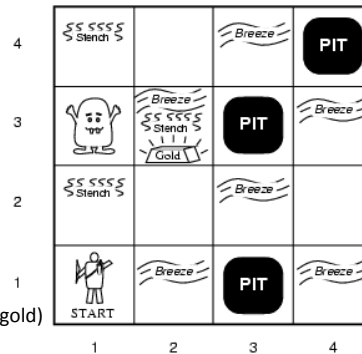 4 Stench Breeze PIT
Breeze
3 Stench PIT Breeze
Gold
2 Stench Breeze
1 Breeze PIT Breeze
gold) START
1 2 3 4